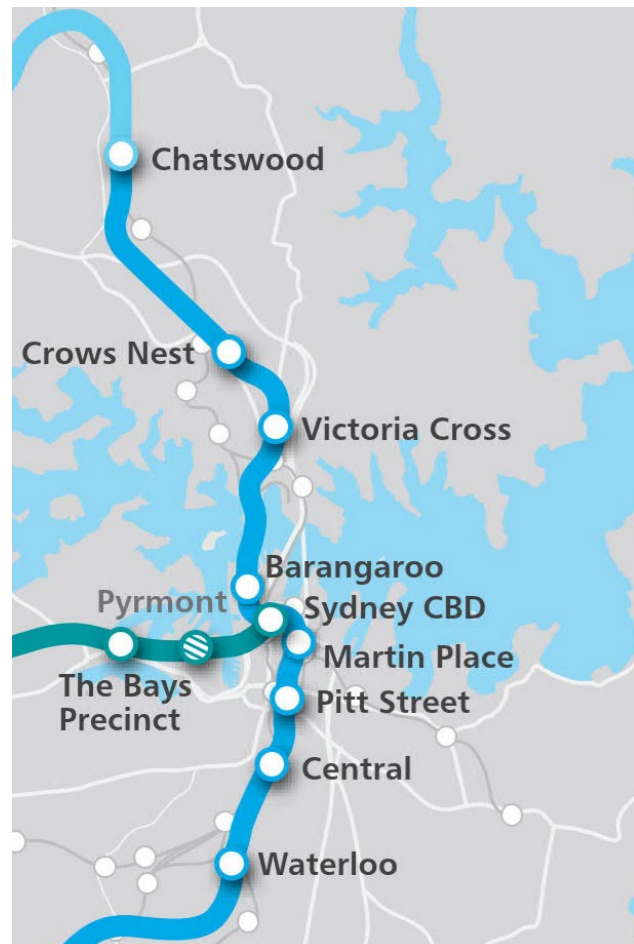 Chatswood
Crows Nest
Victoria Cross
Barangaroo
Pyrmont
Sydney CBD
Martin Place
The Bays
Precinct
Pitt Street
Central
Waterloo